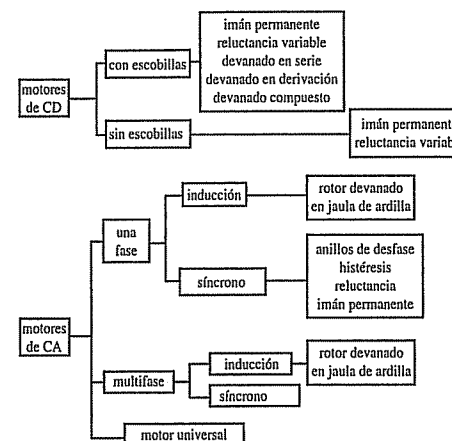 imán permanente
reluctancia variable
devanado en serie
devanado en derivación
devanado compuesto
con escobillas
motores
de CD
sin escobillas
imán permanent
reluctancia variab
inducción
rotor devanado
en jaula de ardilla
una
fase
síncrono
anillos de desfase
histéresis
reluctancia
imán permanente
motores
de CA
multifase
inducción
rotor devanado
en jaula de ardilla
síncrono
motor universal